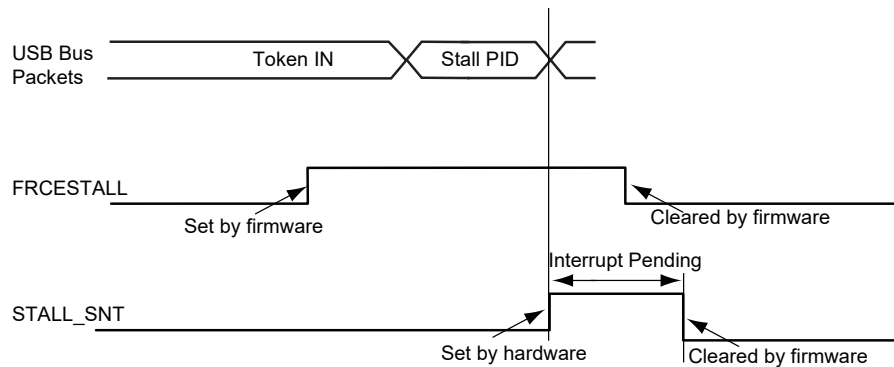 USB Bus
Packets
Token IN
Stall PID
FRCESTALL
Set by firmware
Cleared by firmware
Interrupt Pending
STALL_SNT
Set by hardware
Cleared by firmware